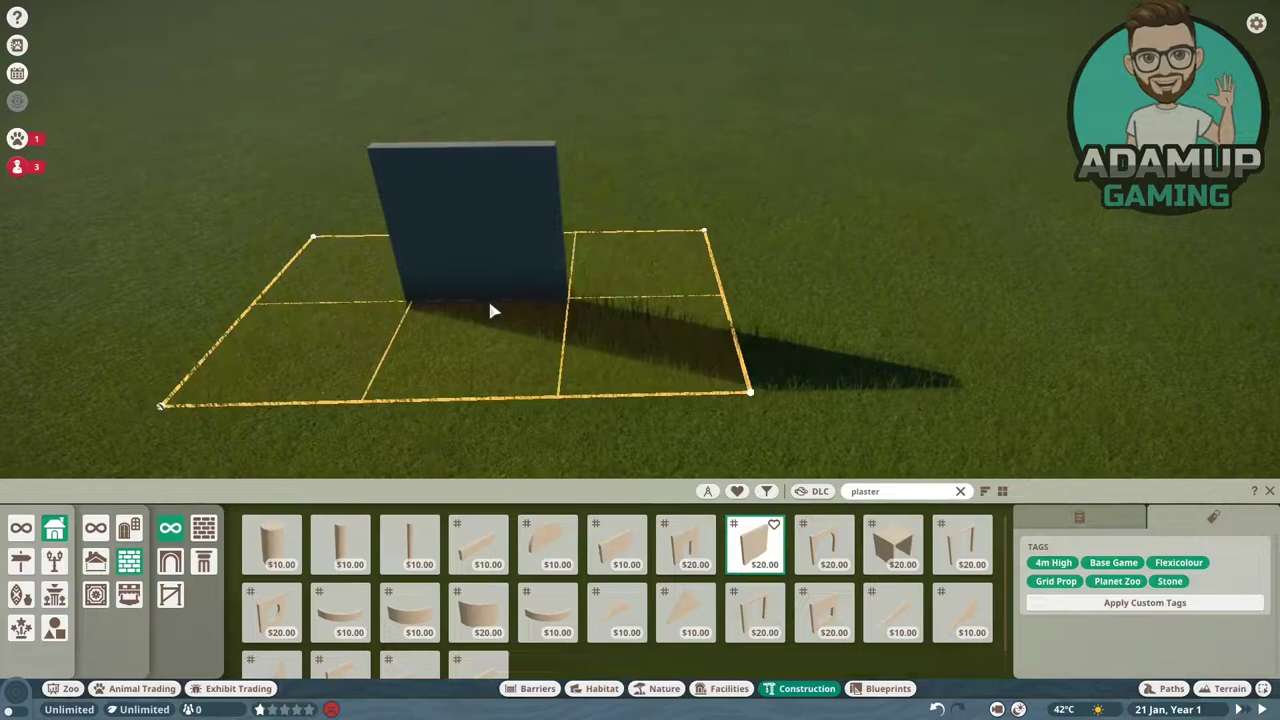 ?
1
3
ADAMUP
GAMING
DLC
plaster
?
$10.00 $10.00 $10.00 $10.00 $10.00 $10.00 $20.00 $20.00 $20.00 $20.00 $20.00
$20.00 $10.00 $10.00 $20.00 $10.00 $10.00 $10.00 $20.00 $20.00 $10.00 $10.00
TAGS
4m High Base Game Flexicolour
Grid Prop Planet Zoo Stone
Apply Custom Tags
Zoo Animal Trading Exhibit Trading Barriers Habitat Nature Facilities Construction Blueprints Paths Terrain
Unlimited Unlimited 0 42°C 21 Jan, Year 1